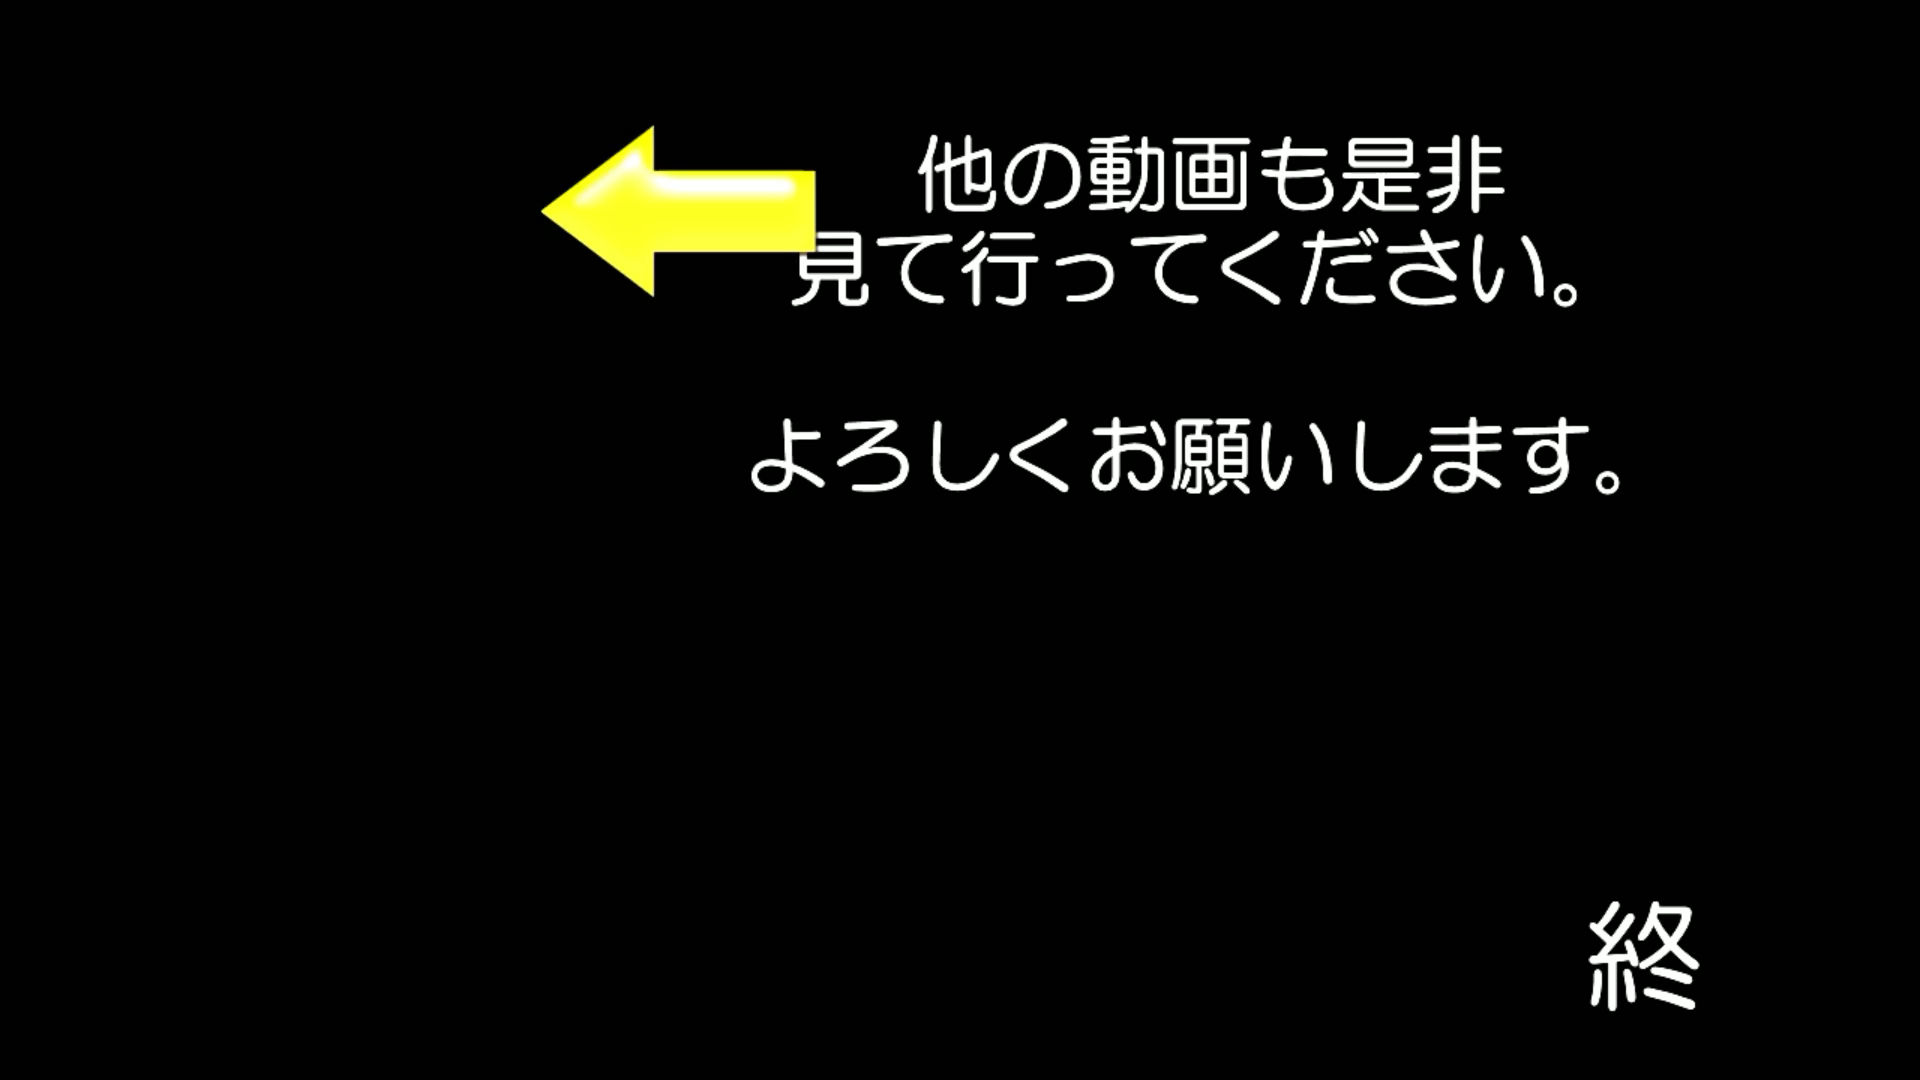 他の動画も是非
見て行ってください。
よろしくお願いします。
終